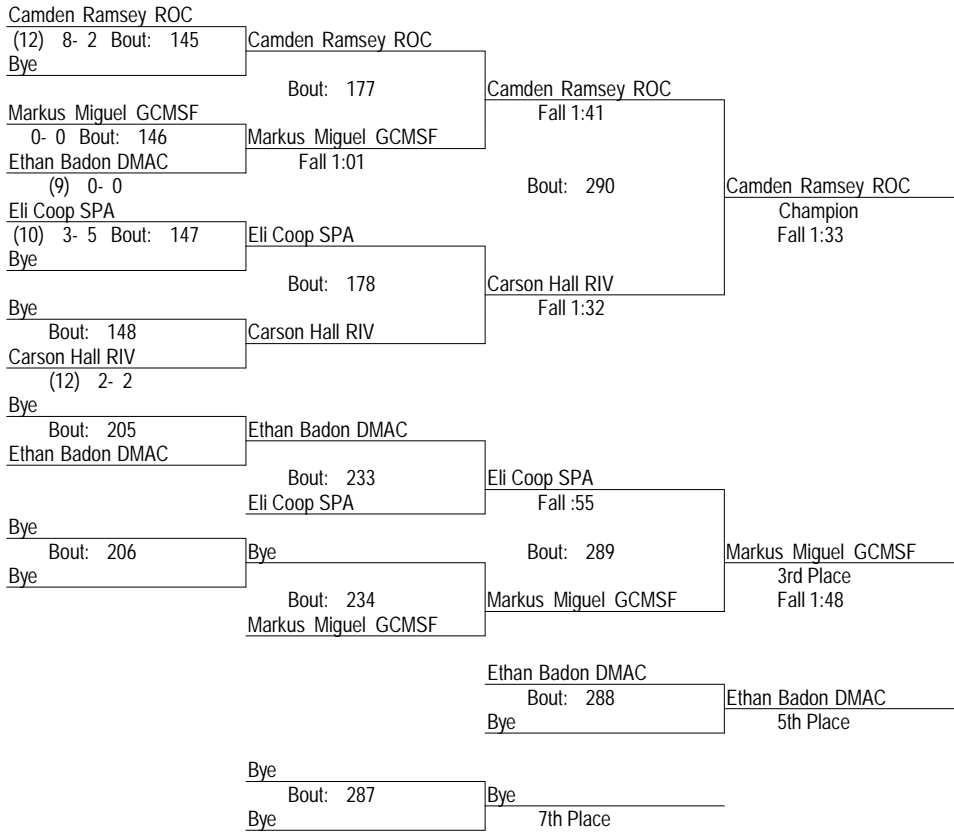 Camden Ramsey ROC
(12) 8- 2 Bout: 145
Camden Ramsey ROC
Bye
Bout: 177
Camden Ramsey ROC
Fall 1:41
Markus Miguel GCMSF
0- 0 Bout: 146
Markus Miguel GCMSF
Ethan Badon DMAC
Fall 1:01
(9) 0- 0
Bout: 290
Camden Ramsey ROC
Champion
Fall 1:33
Eli Coop SPA
(10) 3- 5 Bout: 147
Eli Coop SPA
Bye
Bout: 178
Carson Hall RIV
Fall 1:32
Bye
Bout: 148
Carson Hall RIV
Carson Hall RIV
(12) 2- 2
Bye
Bout: 205
Ethan Badon DMAC
Ethan Badon DMAC
Bout: 233
Eli Coop SPA
Eli Coop SPA
Fall :55
Bye
Bout: 206
Bye
Bout: 289
Markus Miguel GCMSF
Bye
3rd Place
Bout: 234
Markus Miguel GCMSF
Fall 1:48
Markus Miguel GCMSF
Ethan Badon DMAC
Bout: 288
Ethan Badon DMAC
Bye
5th Place
Bye
Bout: 287
Bye
Bye
7th Place